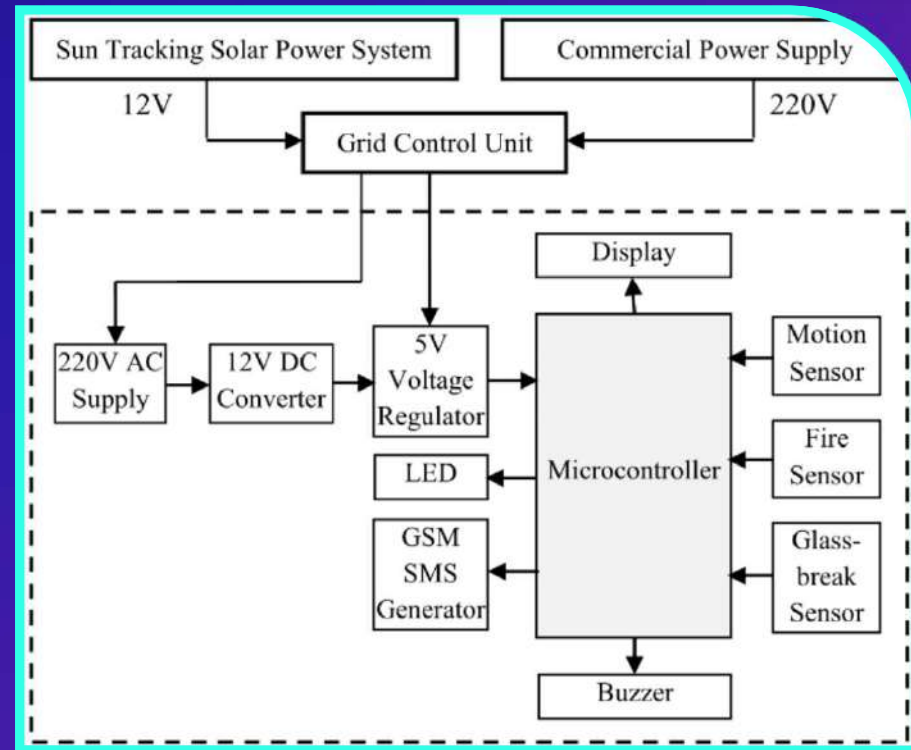 Sun Tracking Solar Power System
Commercial Power Supply
12V
220V
Grid Control Unit
Display
220V AC
Supply
12V DC
Converter
5V
Voltage
Regulator
Motion
Sensor
LED
Microcontroller
Fire
Sensor
GSM
SMS
Generator
Glass-
break
Sensor
Buzzer